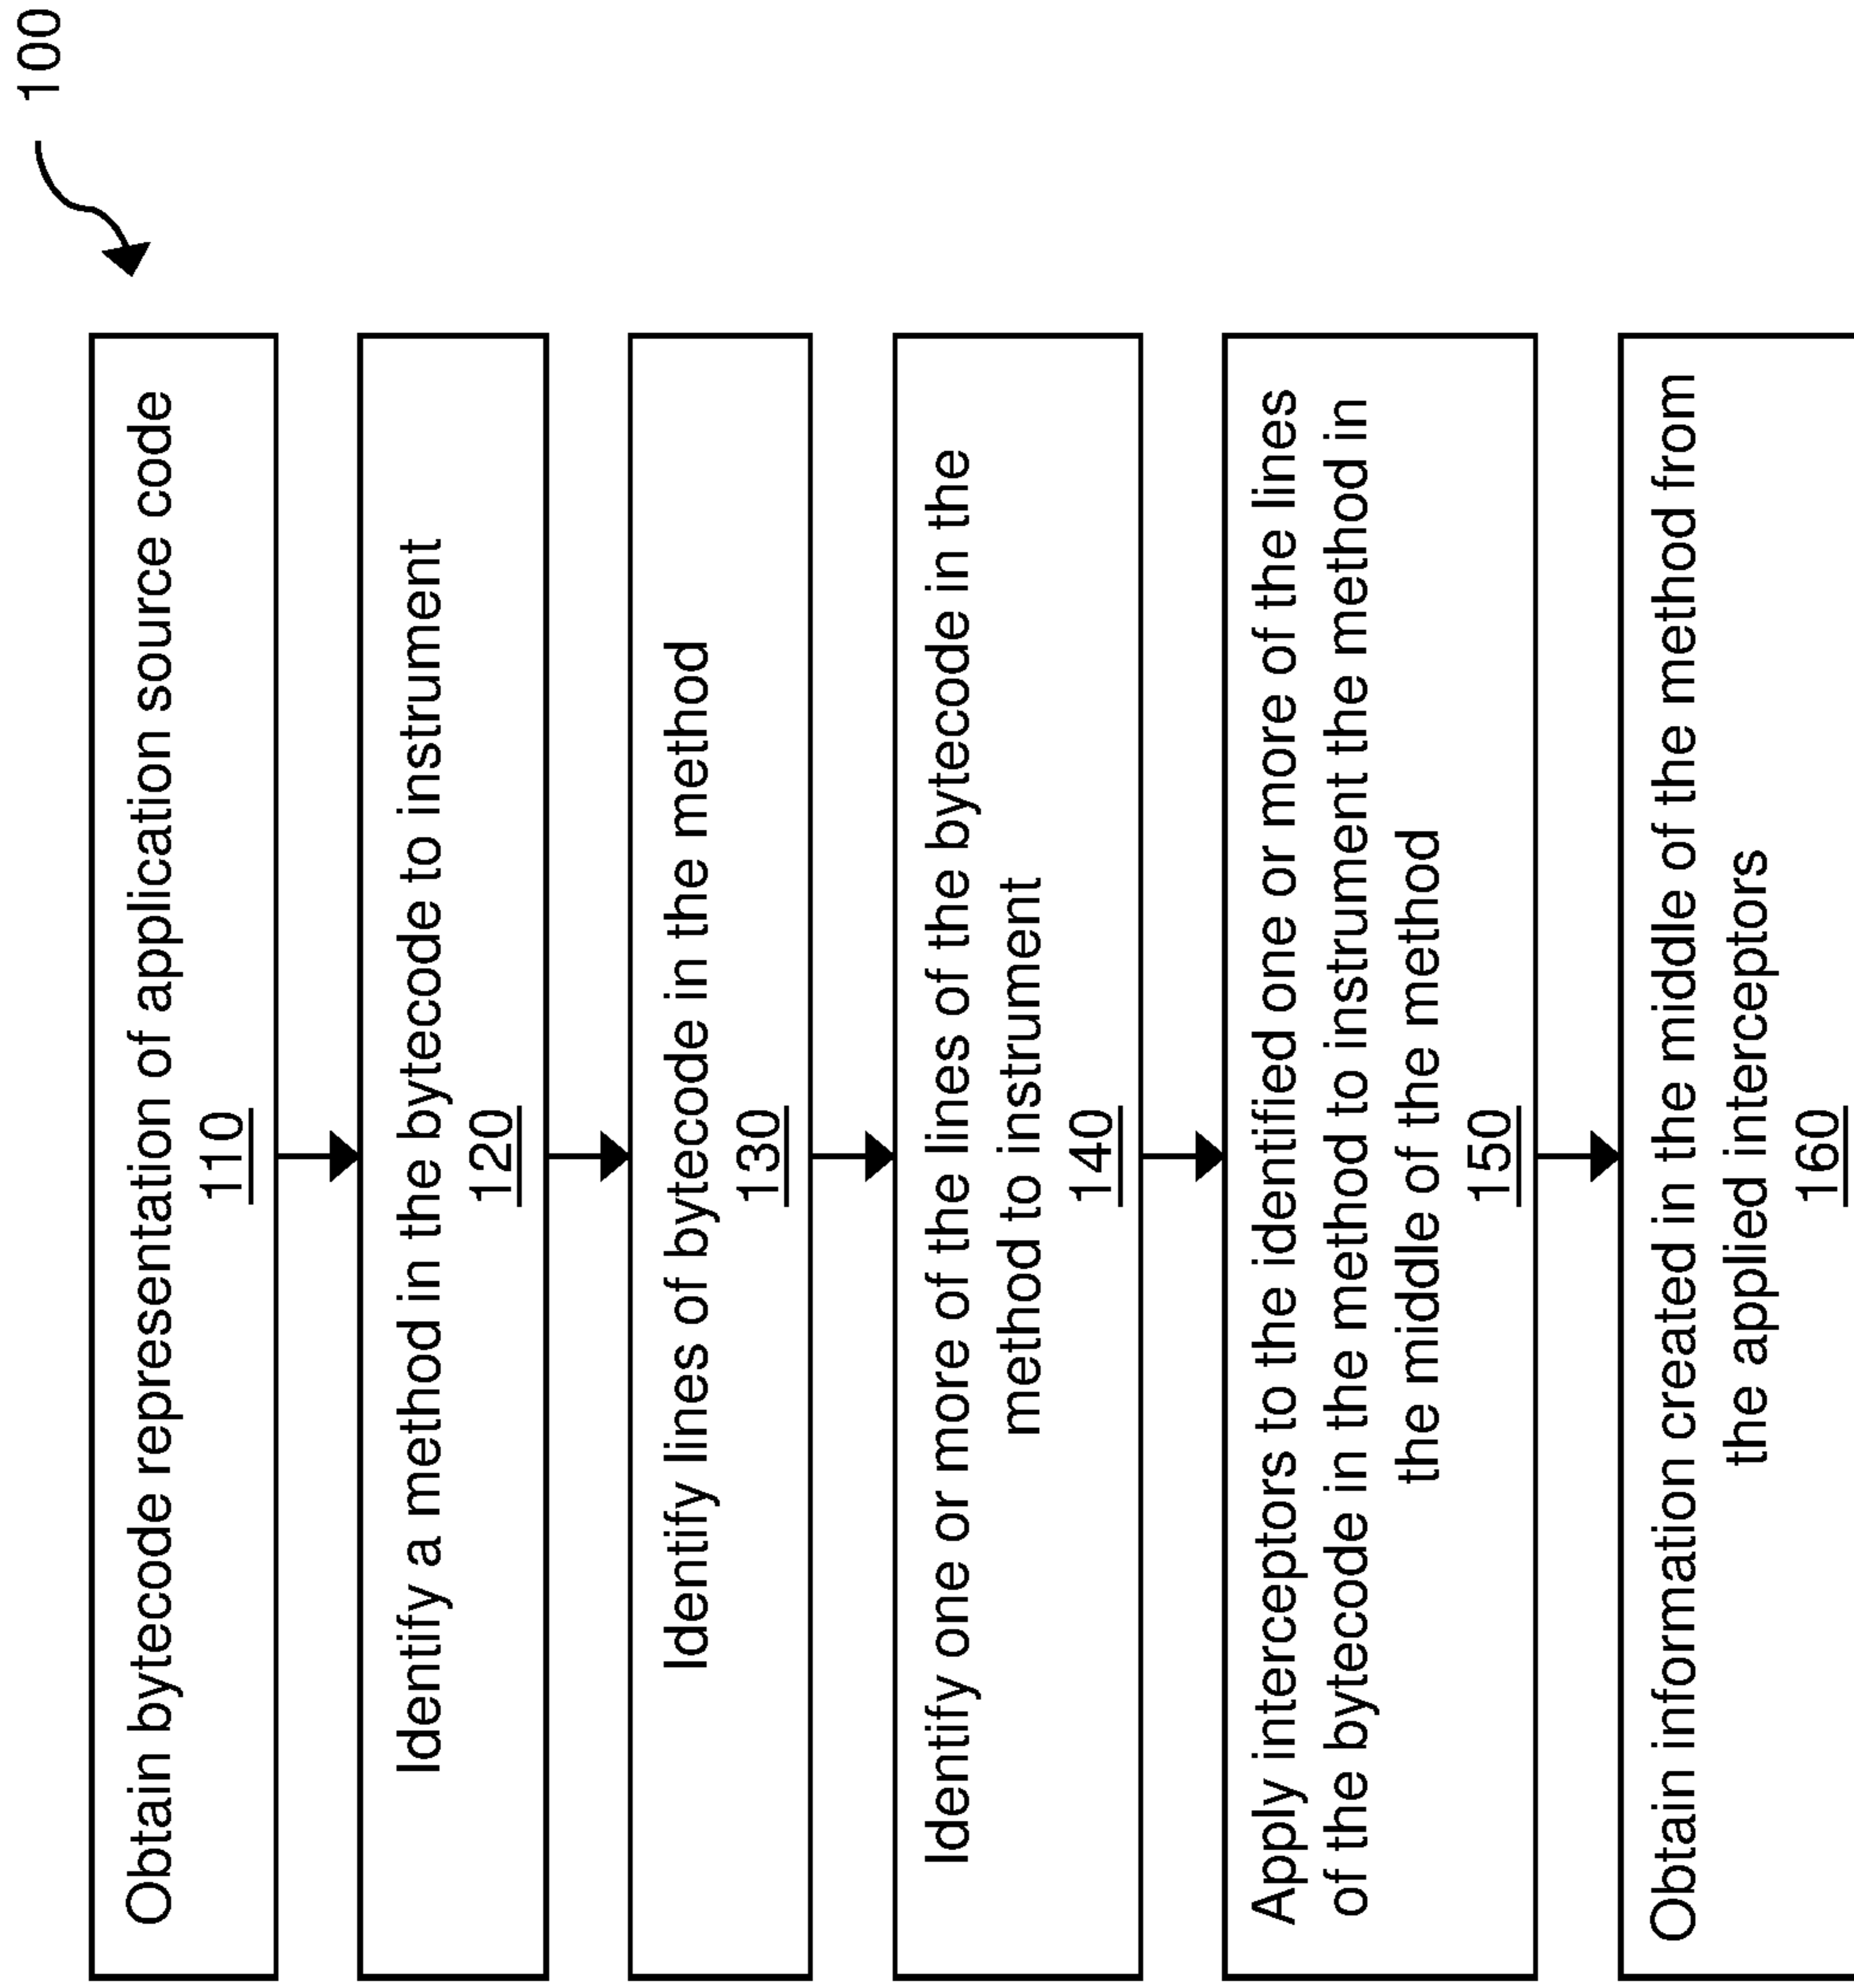 100
Obtain bytecode representation of application source code
110
Identify a method in the bytecode to instrument
120
Identify lines of bytecode in the method
130
Identify one or more of the lines of the bytecode in the
method to instrument
140
Apply interceptors to the identified one or more of the lines
of the bytecode in the method to instrument the method in
the middle of the method
150
Obtain information created in the middle of the method from
the applied interceptors
160